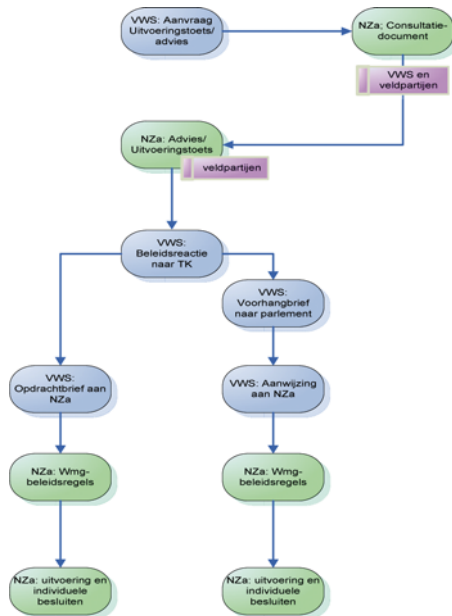 VWS: Aanvraag
Uitvoeringstoets/
advies
NZa; Consultatie-
document
VWS en
veldpartijen
NZa: Advies/
Uitvoeringstoets
veldpartijen
VWS:
Beleidsreactie
naar TK
VWS:
Voorhangbrief
naar parlement
VWS:
Opdrachtbrief aan
NZa
VWS: Aanwijzing
aan NZa
NZa: Wmg-
beleidsregels
NZa: Wmg-
beleidsregels
NZa: uitvoering en
individuele
besluiten
NZa: uitvoering en
individuele
besluiten